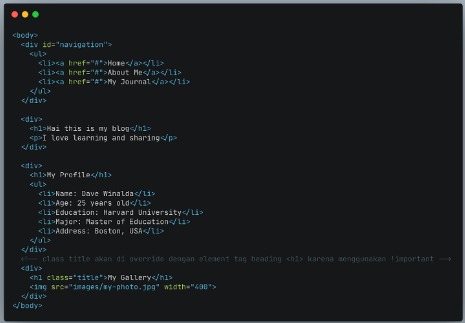 <body>
<div id="navigation">
<ul>
<li><a href="#">Home</a></li>
<li><a href="#">About Me</a></li>
<li><a href="#">My Journal</a></li>
</ul>
</div>
<div>
<h1>Hai this is my blog</h1>
<p>I love learning and sharing</p>
</div>
<div>
<h1>My Profile</h1>
<ul>
<li>Name: Dave Winalda</li>
<li>Age: 25 years old</li>
<li>Education: Harvard University</li>
<li>Major: Master of Education</li>
<li>Address: Boston, USA</li>
</ul>
</div>
<!-- class title akan di override dengan element tag heading <h1> karena menggunakan !important -->
<div>
<h1 class="title">My Gallery</h1>
<img src="images/my-photo.jpg" width="400">
</div>
</body>